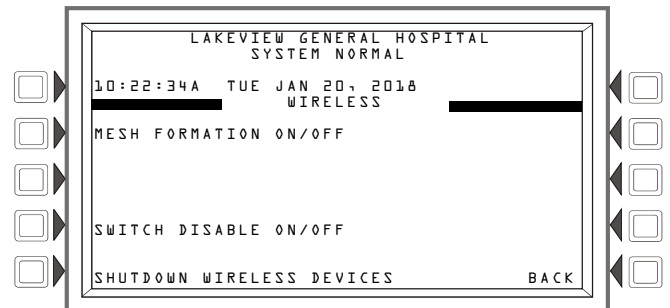 LAKEVIEW GENERAL HOSPITAL
SYSTEM NORMAL
10:22:34A TUE JAN 20, 2018
WIRELESS
MESH FORMATION ON/OFF
SWITCH DISABLE ON/OFF
SHUTDOWN WIRELESS DEVICES BACK